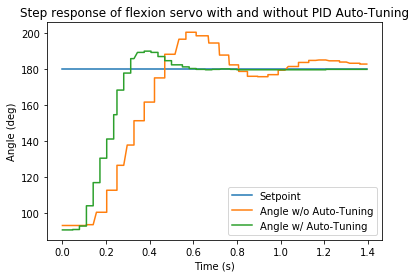 Step response of flexion servo with and without PID Auto-Tuning
Angle (deg)
200
180
160
140
120
100
Setpoint
Angle w/o Auto-Tuning
Angle w/ Auto-Tuning
0.0 0.2 0.4 0.6 0.8 1.0 1.2 1.4
Time (s)